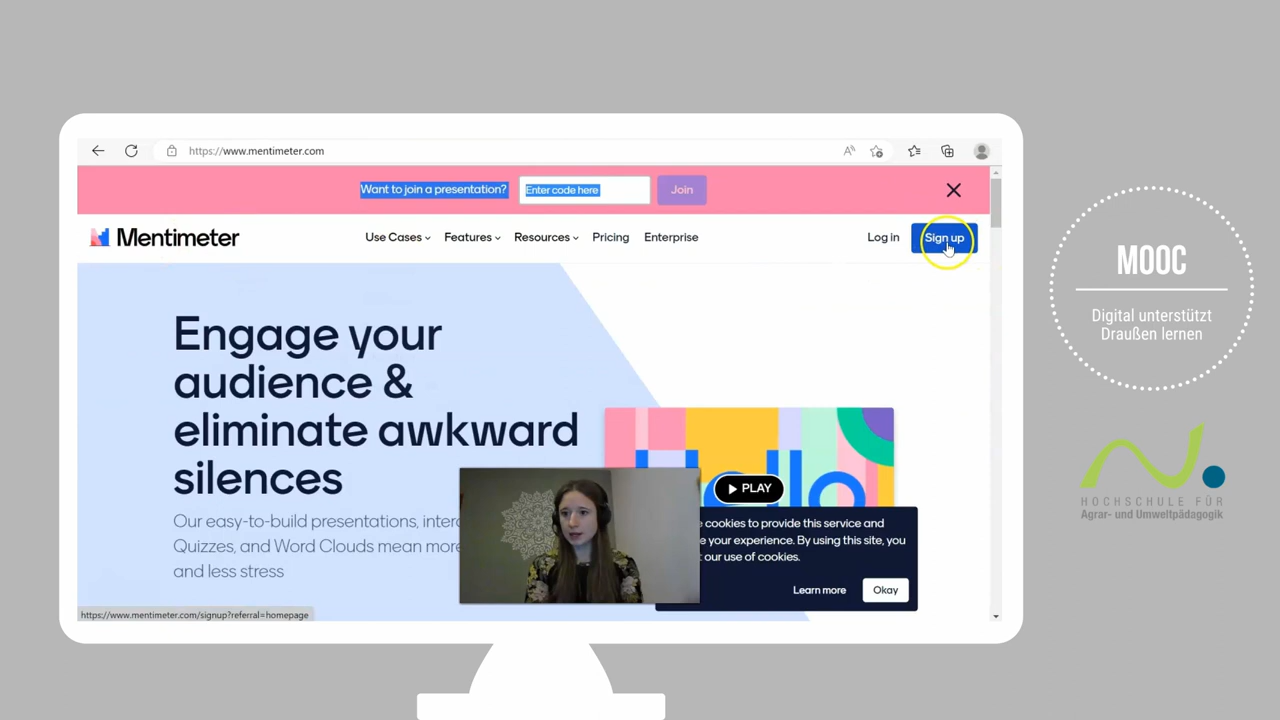 https://www.mentimeter.com
Want to join a presentation? Enter code here Join
Mentimeter Use Cases Features Resources Pricing Enterprise Log in Sign up
Engage your
audience &
eliminate awkward
silences
Our easy-to-build presentations,
Quizzes, and Word Clouds mean more
and less stress
PLAY
cookies to provide this service and
your experience. By using this site, you
our use of cookies.
Learn more Okay
https://www.mentimeter.com/signup?referral=homepage
MOOC
Digital unterstützt
Draußen lernen
HOCHSCHULE FÜR
Agrar- und Umweltpädagogik